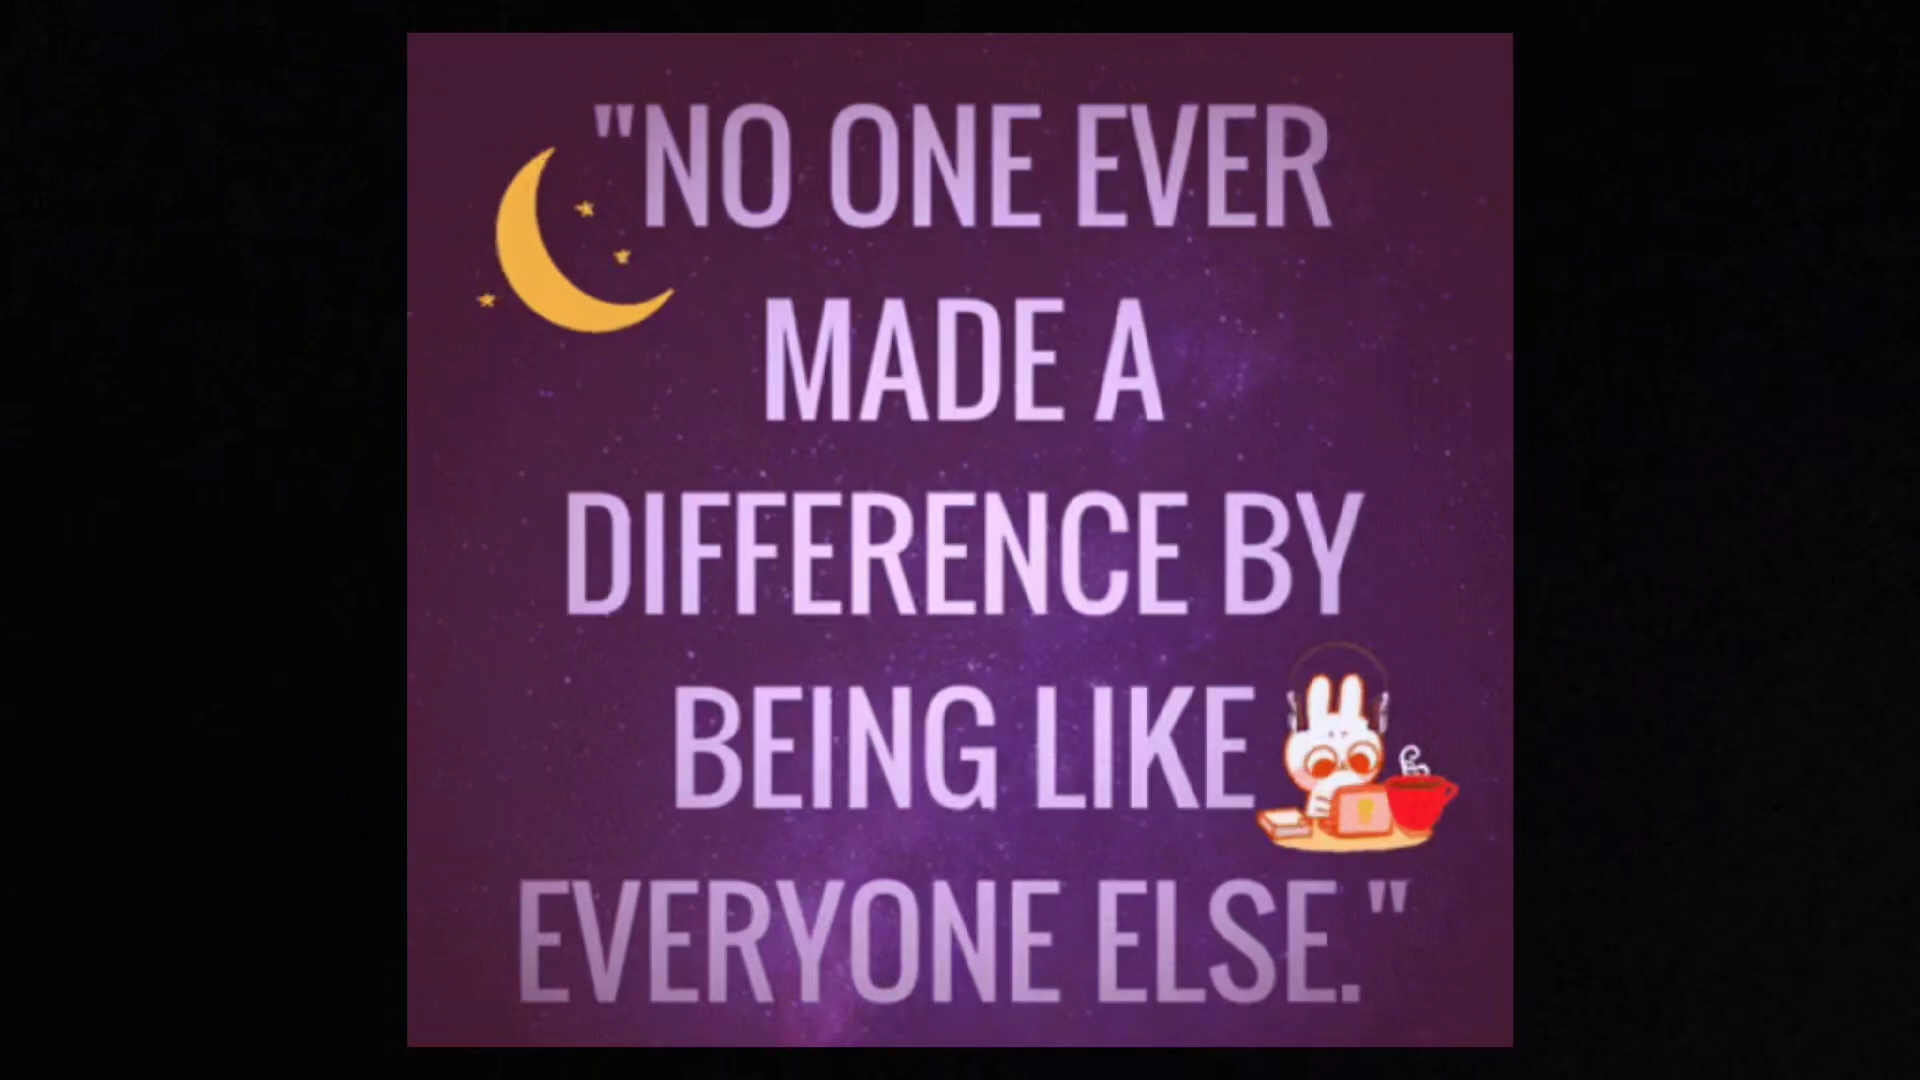 "NO ONE EVER
MADE A
DIFFERENCE BY
BEING LIKE
EVERYONE ELSE."